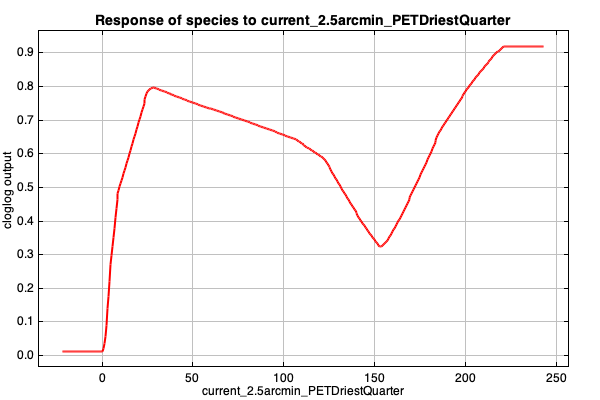 Response of species to current_2.5arcmin_PETDriestQuarter
0.9
0.8
0.7
0.6
0.5
0.4
0.3
0.2
0.1
0.0
cloglog output
0 50 100 150 200 250
current_2.5arcmin_PETDriestQuarter